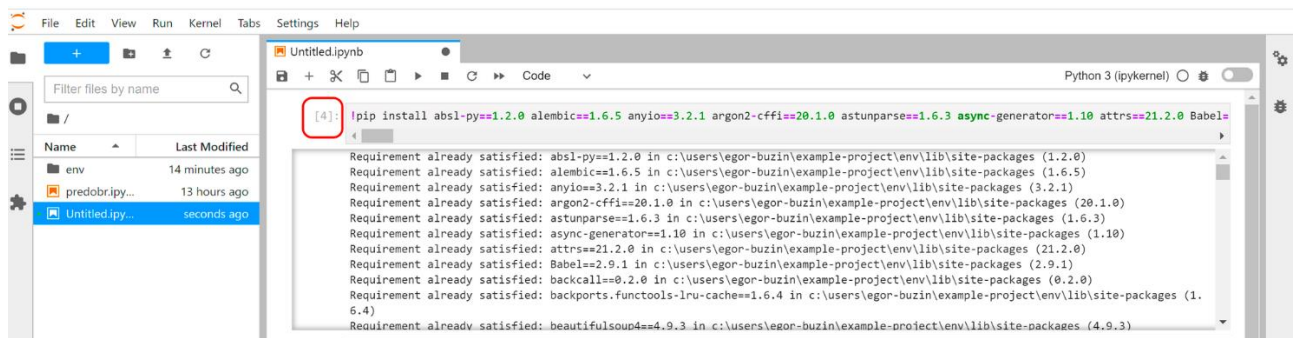 File Edit View Run Kernel Tabs Settings Help
Untitled.ipynb
Filter files by name
/
Name Last Modified
env 14 minutes ago
predobr.ipy... 13 hours ago
Untitled.ipy... seconds ago
Code Python 3 (ipykernel)
[4]: !pip install absl-py==1.2.0 alembic==1.6.5 anyio==3.2.1 argon2-cffi==20.1.0 astunparse==1.6.3 async-generator==1.10 attrs==21.2.0 Babel=
Requirement already satisfied: absl-py==1.2.0 in c:\users\egor-buzin\example-project\env\lib\site-packages (1.2.0)
Requirement already satisfied: alembic==1.6.5 in c:\users\egor-buzin\example-project\env\lib\site-packages (1.6.5)
Requirement already satisfied: anyio==3.2.1 in c:\users\egor-buzin\example-project\env\lib\site-packages (3.2.1)
Requirement already satisfied: argon2-cffi==20.1.0 in c:\users\egor-buzin\example-project\env\lib\site-packages (20.1.0)
Requirement already satisfied: astunparse==1.6.3 in c:\users\egor-buzin\example-project\env\lib\site-packages (1.6.3)
Requirement already satisfied: async-generator==1.10 in c:\users\egor-buzin\example-project\env\lib\site-packages (1.10)
Requirement already satisfied: attrs==21.2.0 in c:\users\egor-buzin\example-project\env\lib\site-packages (21.2.0)
Requirement already satisfied: Babel==2.9.1 in c:\users\egor-buzin\example-project\env\lib\site-packages (2.9.1)
Requirement already satisfied: backcall==0.2.0 in c:\users\egor-buzin\example-project\env\lib\site-packages (0.2.0)
Requirement already satisfied: backports.functools-lru-cache==1.6.4 in c:\users\egor-buzin\example-project\env\lib\site-packages (1.
6.4)
Requirement already satisfied: beautifulsoup4==4.9.3 in c:\users\egor-buzin\example-project\env\lib\site-packages (4.9.3)